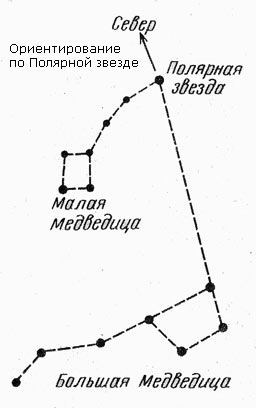 Север
Ориентирование
по Полярной звезде
Полярная
звезда
Малая
медведица
Большая медведица